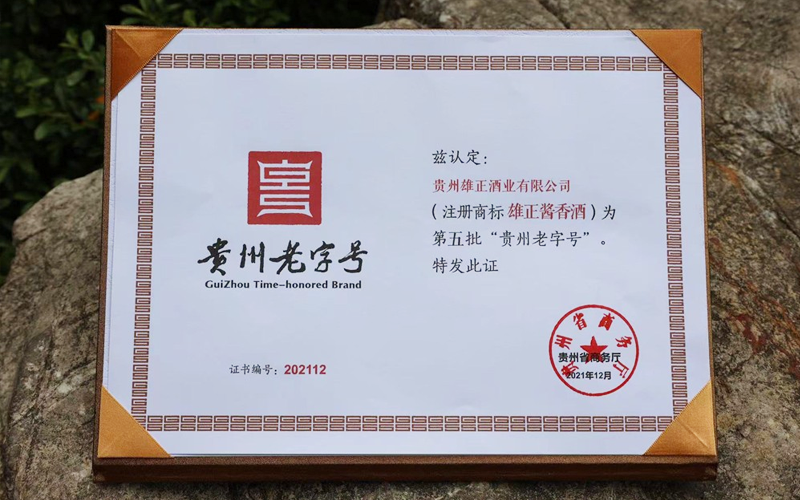 贵州老字号
GuiZhou Time-honored Brand
证书编号：202112
兹认定：
贵州雄正酒业有限公司
（注册商标 雄正酱香酒）为
第五批“贵州老字号”。
特发此证
贵州省商务厅
贵州省商务厅
2021年12月